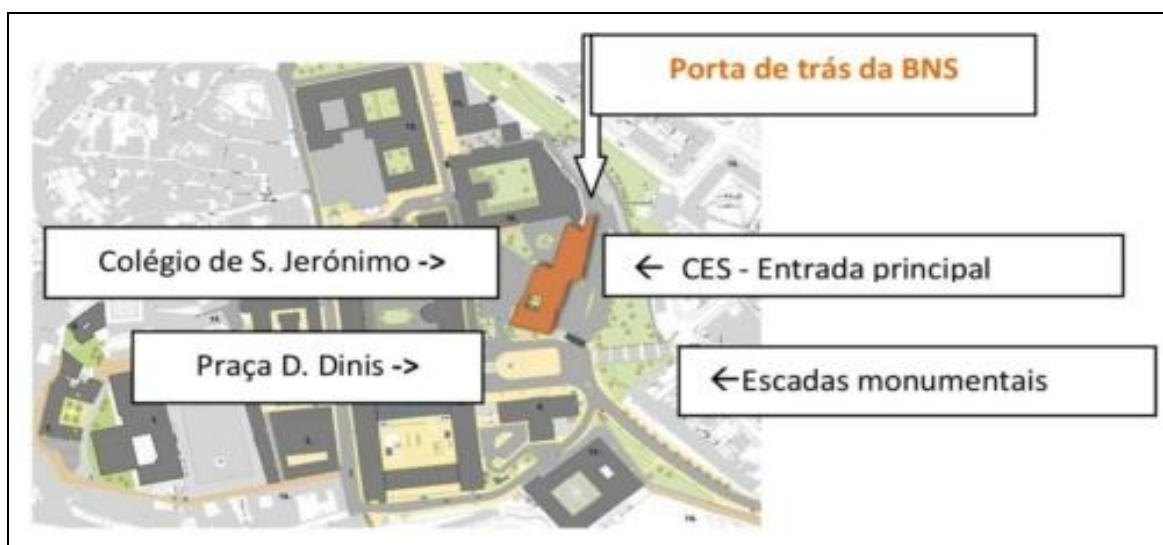 Porta de trás da BNS
Colégio de S. Jerónimo ->
← CES - Entrada principal
Praça D. Dinis ->
←Escadas monumentais